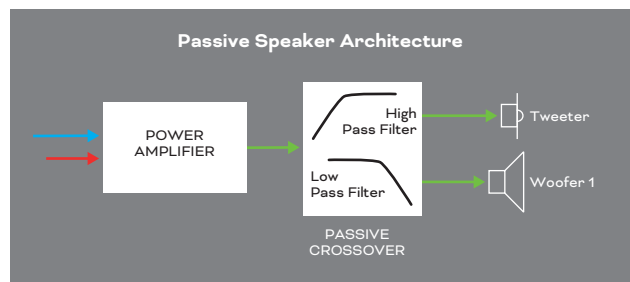 Passive Speaker Architecture
POWER
AMPLIFIER
High
Pass Filter
Low
Pass Filter
Tweeter
Woofer 1
PASSIVE
CROSSOVER